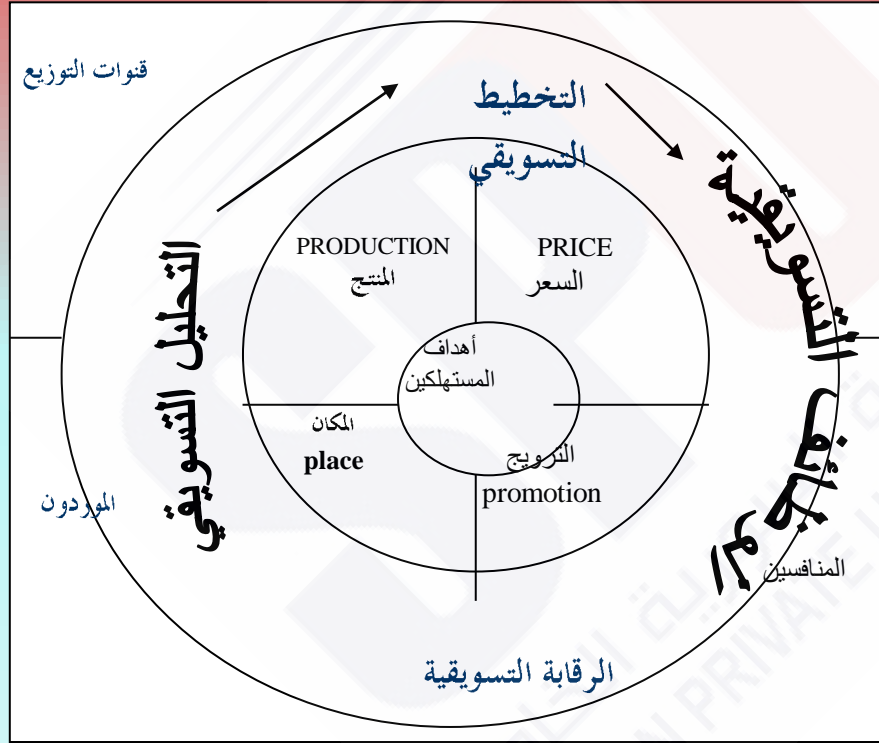 قنوات التوزيع
التخطيط
التسويقي
الوظائف التسويقية
PRODUCTION
المنتج
PRICE
السعر
التحليل التسويقي
أهداف
المستهلكين
المكان
place
الترويج
promotion
الموردون
المنافسين
الرقابة التسويقية